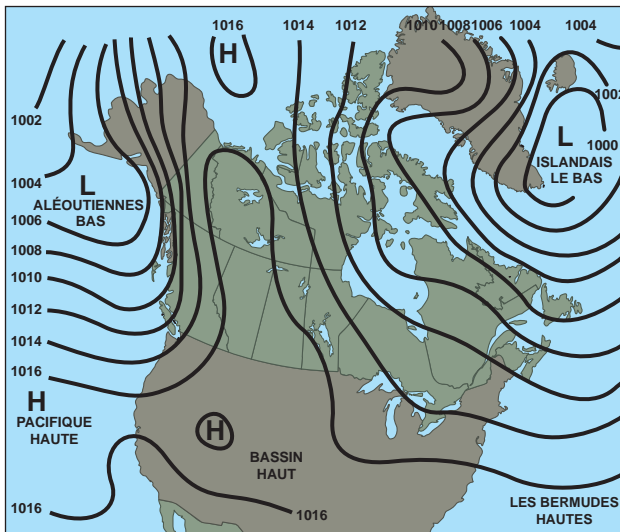 1016
1014
1012
1010
1008
1006
1004
1004
H
1002
1002
L
1000
ISLANDAIS
LE BAS
1004
L
ALÉOUTIENNES
BAS
1006
1008
1010
1012
1014
1016
H
PACIFIQUE
HAUTE
H
BASSIN
HAUT
1016
1016
LES BERMUDES
HAUTES